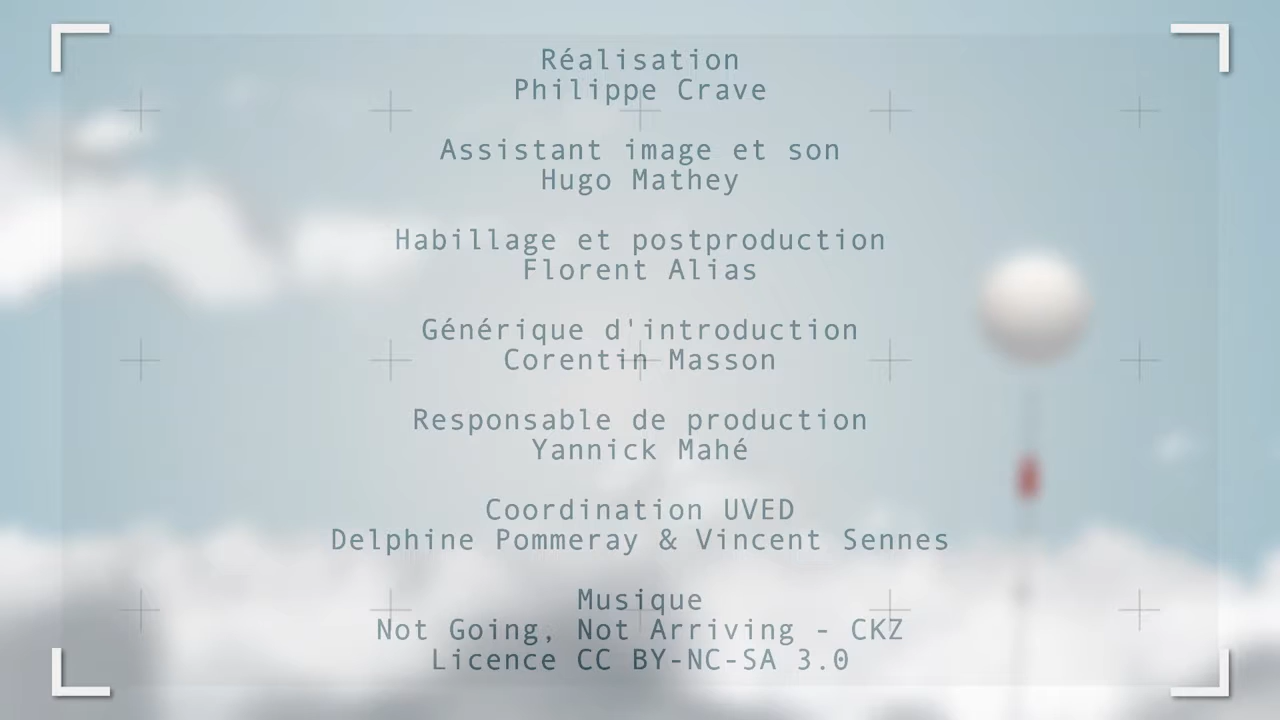 Réalisation
Philippe Crave
Assistant image et son
Hugo Mathey
Habillage et postproduction
Florent Alias
Générique d'introduction
Corentin Masson
Responsable de production
Yannick Mahé
Coordination UVED
Delphine Pommeray & Vincent Sennes
Musique
Not Going, Not Arriving - CKZ
Licence CC BY-NC-SA 3.0